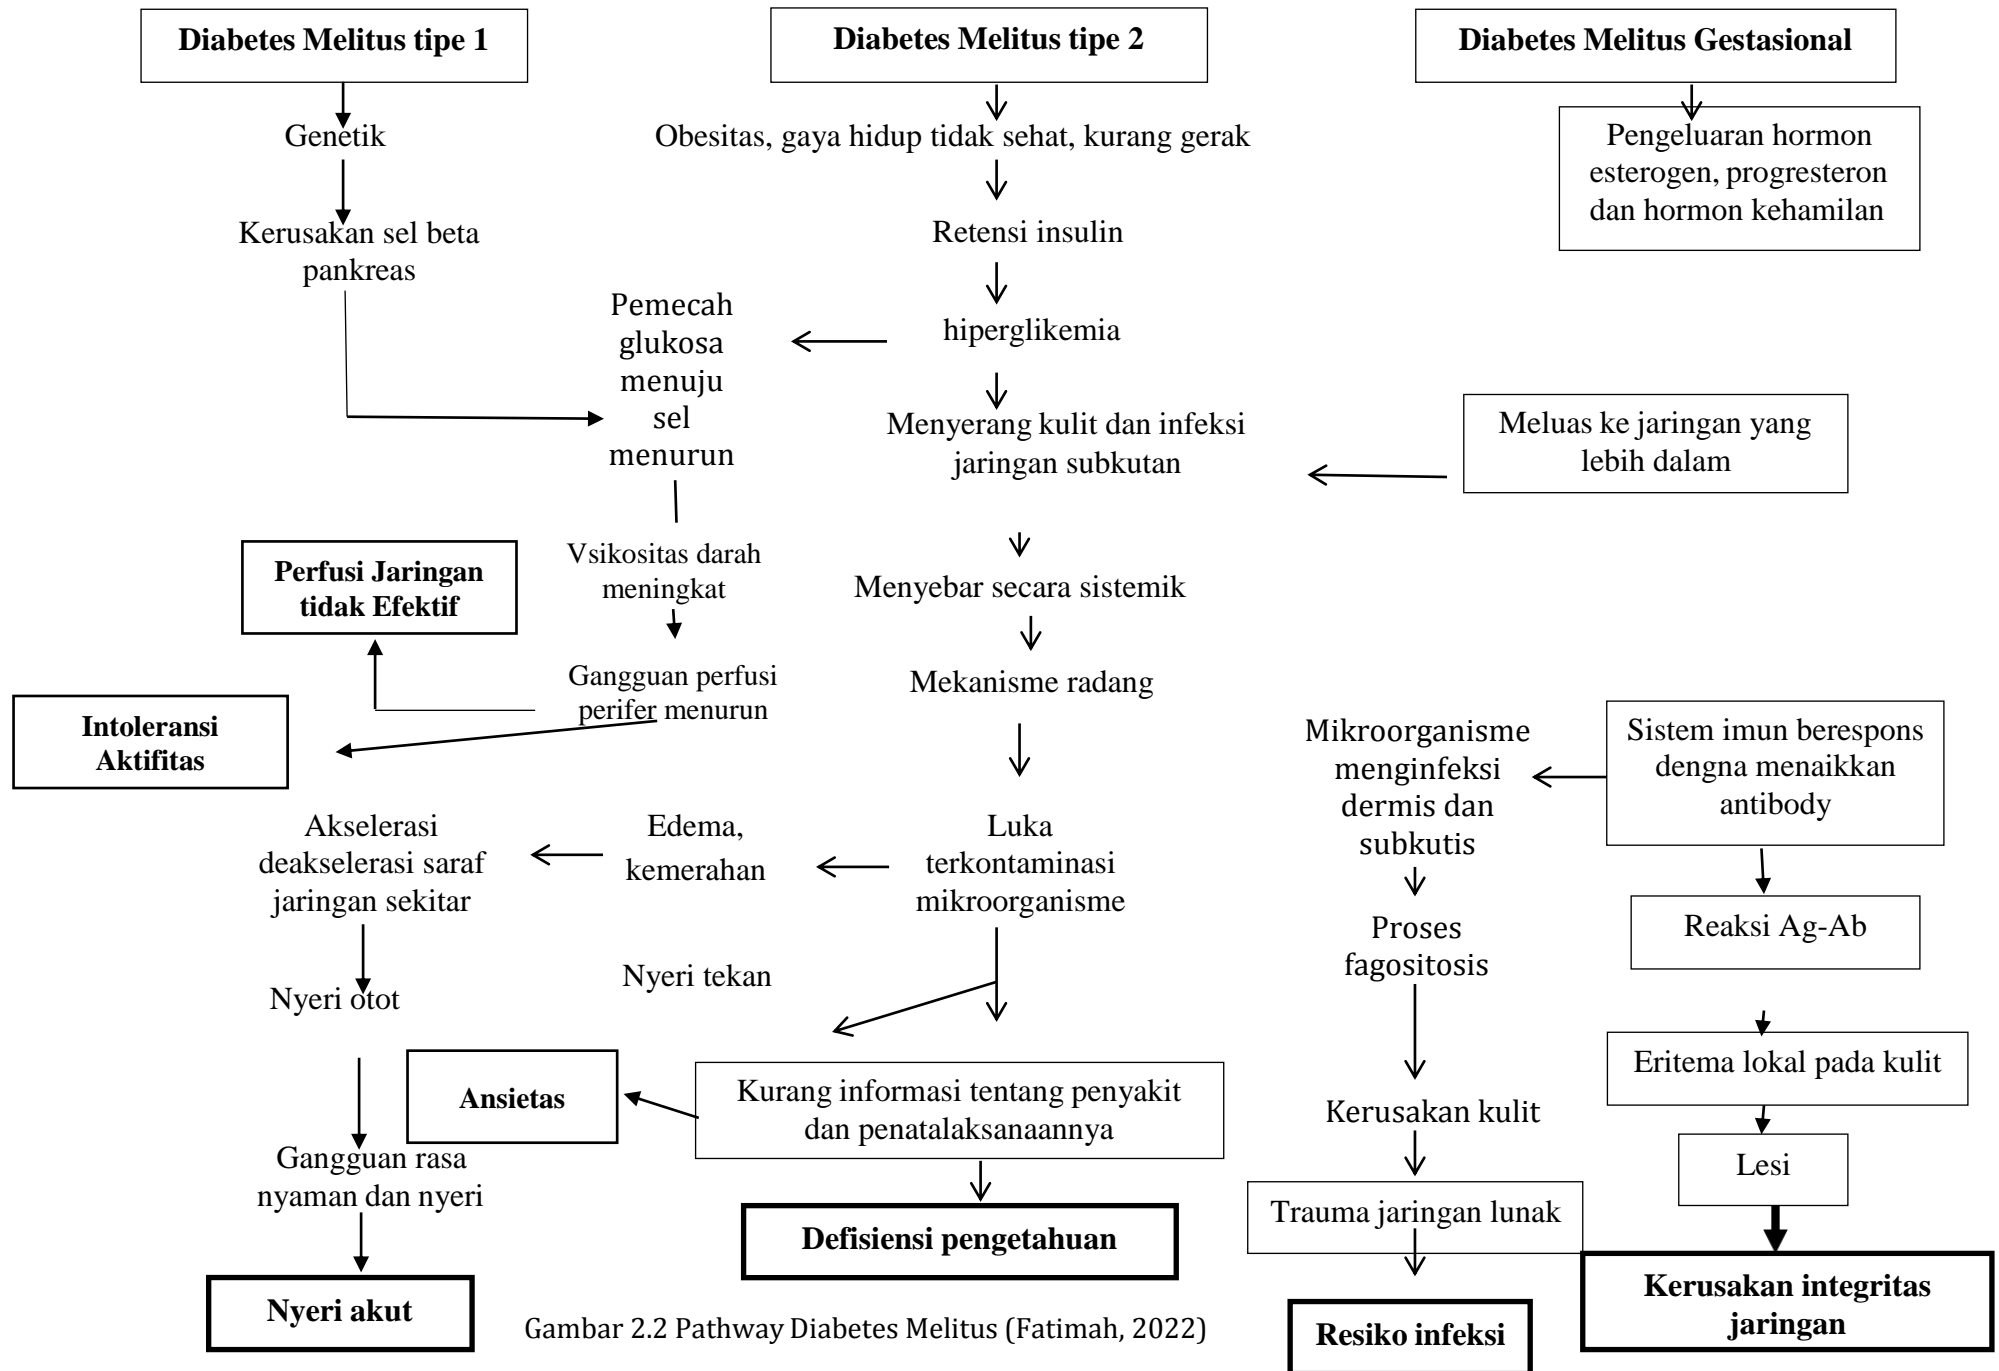 Diabetes Melitus tipe 1
Diabetes Melitus tipe 2
Diabetes Melitus Gestasional
Genetik
Obesitas, gaya hidup tidak sehat, kurang gerak
Pengeluaran hormon
esterogen, progresteron
dan hormon kehamilan
Kerusakan sel beta
pankreas
Retensi insulin
Pemecah
glukosa
menuju
sel
menurun
hiperglikemia
Menyerang kulit dan infeksi
jaringan subkutan
Meluas ke jaringan yang
lebih dalam
Perfusi Jaringan
tidak Efektif
Vsikositas darah
meningkat
Menyebar secara sistemik
Gangguan perfusi
perifer menurun
Mekanisme radang
Intoleransi
Aktifitas
Mikroorganisme
menginfeksi
dermis dan
subkutis
Sistem imun berespons
dengna menaikkan
antibody
Akselerasi
deakselerasi saraf
jaringan sekitar
Edema,
kemerahan
Luka
terkontaminasi
mikroorganisme
Proses
fagositosis
Reaksi Ag-Ab
Nyeri otot
Nyeri tekan
Ansietas
Kurang informasi tentang penyakit
dan penatalaksanaannya
Kerusakan kulit
Eritema lokal pada kulit
Gangguan rasa
nyaman dan nyeri
Lesi
Defisiensi pengetahuan
Trauma jaringan lunak
Nyeri akut
Resiko infeksi
Kerusakan integritas
jaringan
Gambar 2.2 Pathway Diabetes Melitus (Fatimah, 2022)